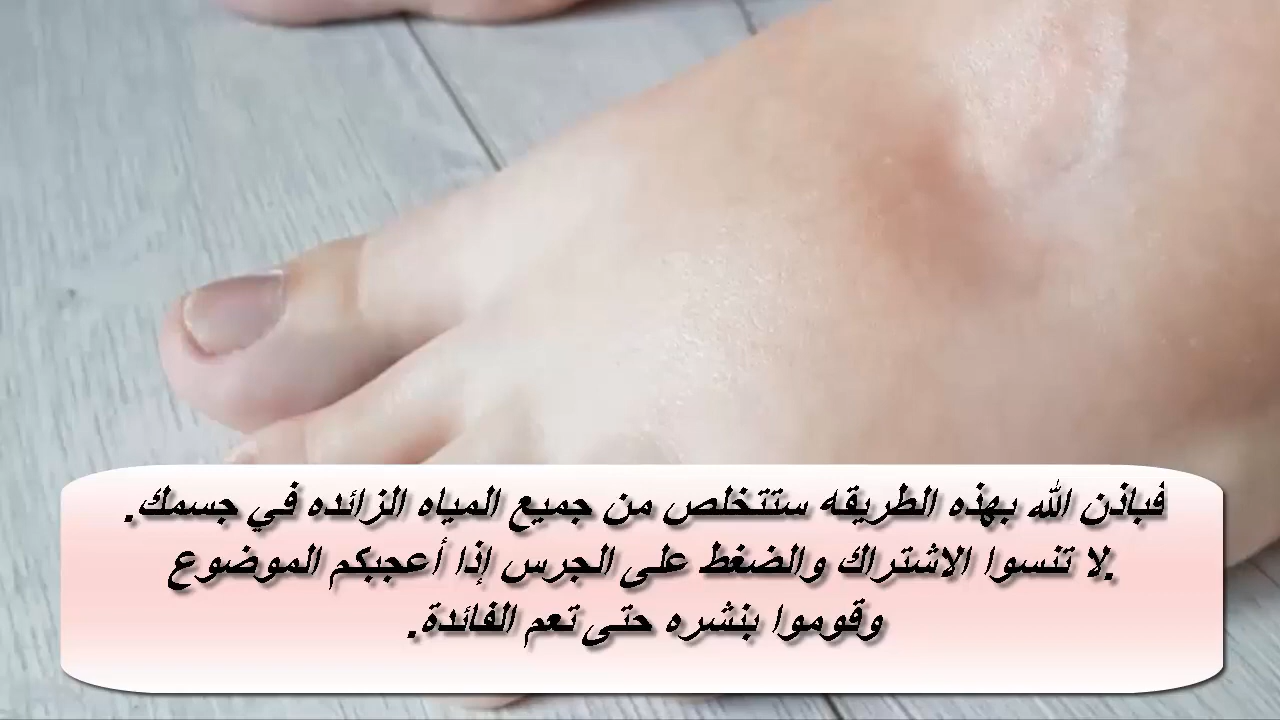 فباذن الله بهذه الطريقه ستتخلص من جميع المياه الزائده في جسمك.
.لا تنسوا الاشتراك والضغط على الجرس إذا أعجبكم الموضوع
وقوموا بنشره حتى تعم الفائدة.